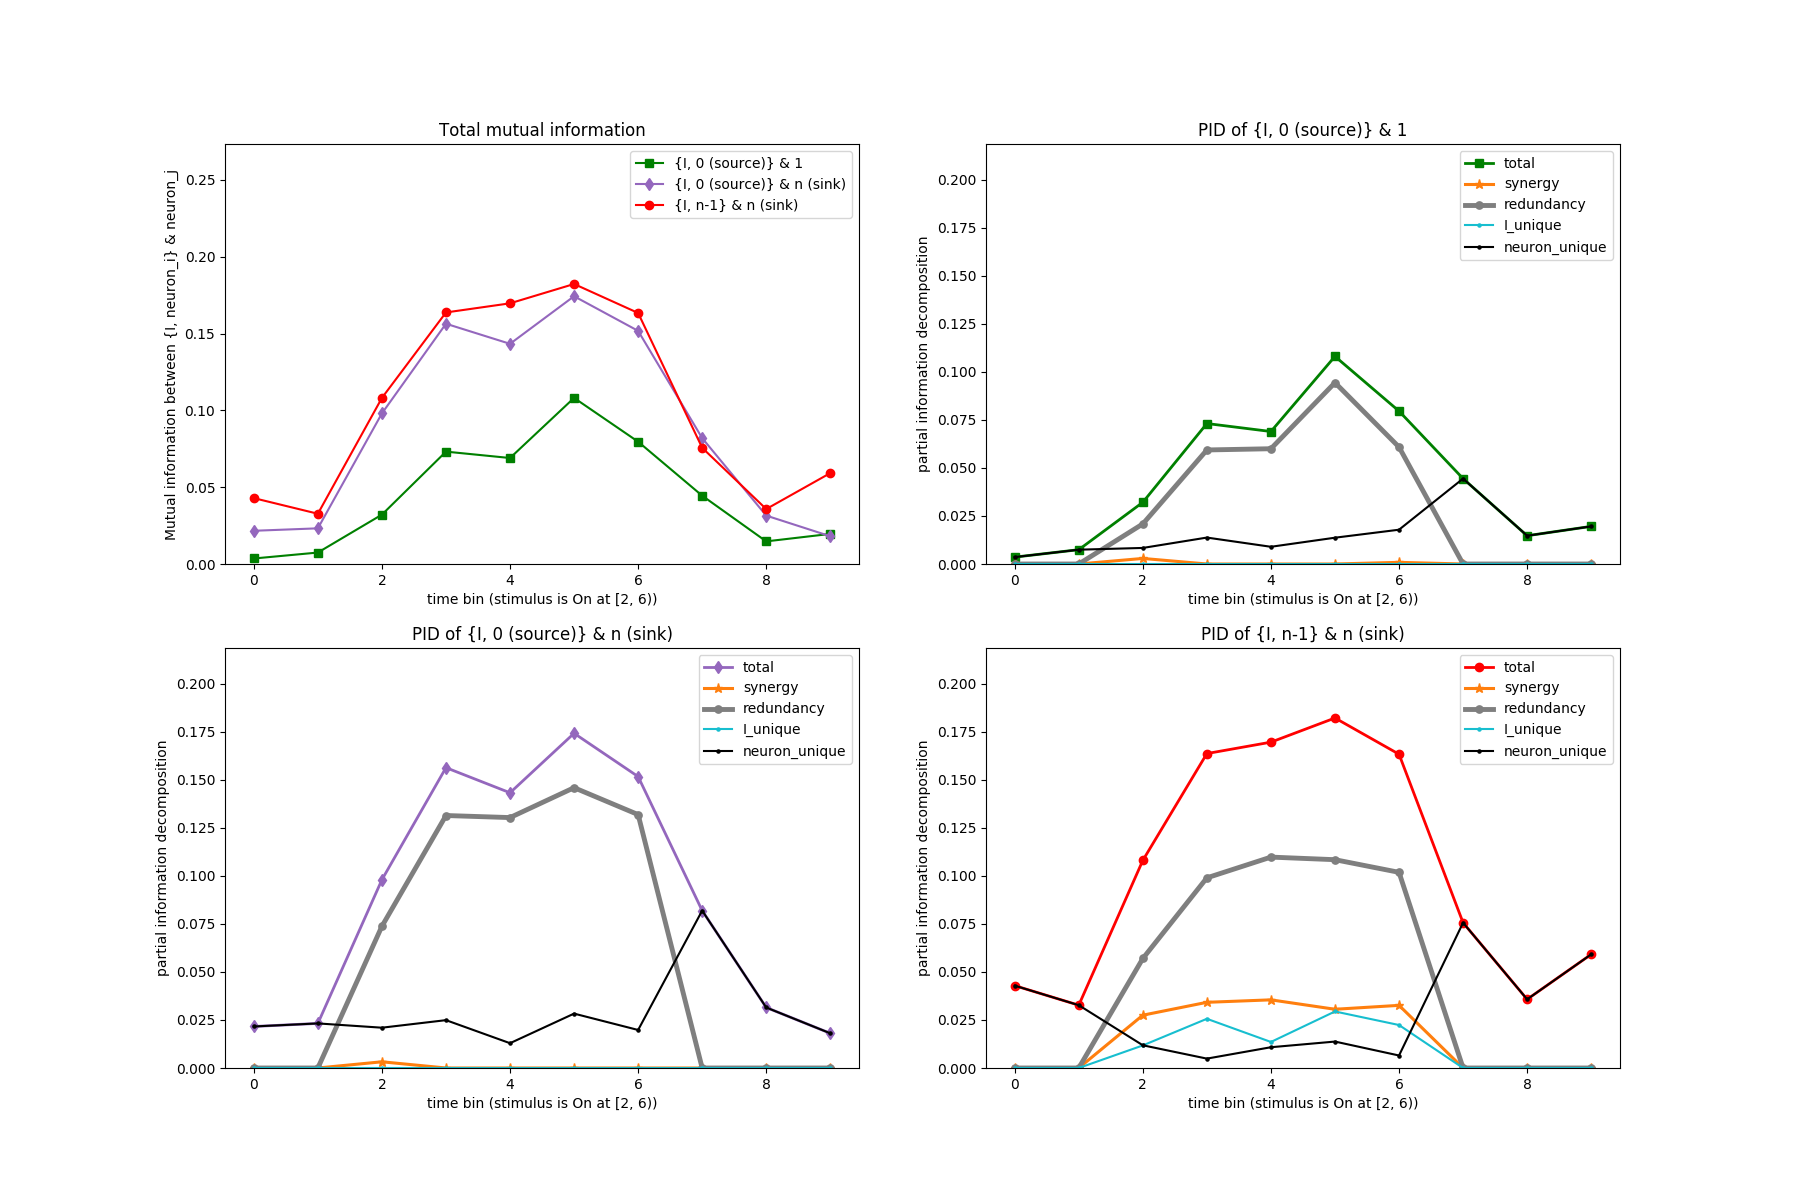 Total mutual information
Mutual information between {I, neuron_i} & neuron_j
0.25
0.20
0.15
0.10
0.05
0.00
{I, 0 (source)} & 1
{I, 0 (source)} & n (sink)
{I, n-1} & n (sink)
0 2 4 6 8
time bin (stimulus is On at [2, 6))
PID of {I, 0 (source)} & 1
partial information decomposition
0.200
0.175
0.150
0.125
0.100
0.075
0.050
0.025
0.000
total
synergy
redundancy
I_unique
neuron_unique
0 2 4 6 8
time bin (stimulus is On at [2, 6))
PID of {I, 0 (source)} & n (sink)
partial information decomposition
0.200
0.175
0.150
0.125
0.100
0.075
0.050
0.025
0.000
total
synergy
redundancy
I_unique
neuron_unique
0 2 4 6 8
time bin (stimulus is On at [2, 6))
PID of {I, n-1} & n (sink)
partial information decomposition
0.200
0.175
0.150
0.125
0.100
0.075
0.050
0.025
0.000
total
synergy
redundancy
I_unique
neuron_unique
0 2 4 6 8
time bin (stimulus is On at [2, 6))